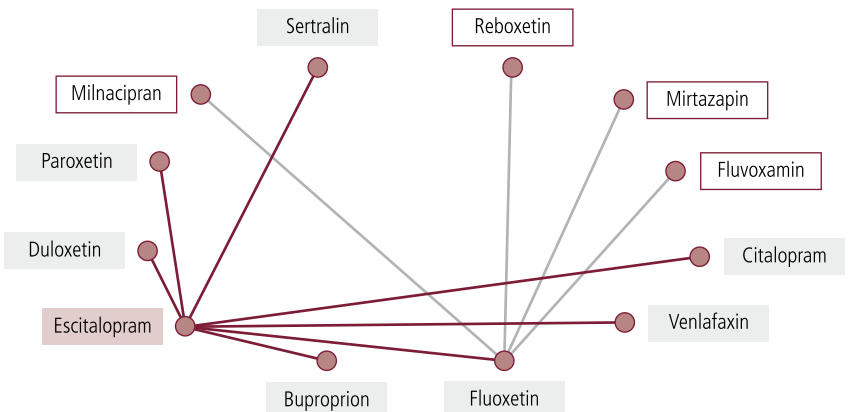 Sertralin
Reboxetin
Milnacipran
Mirtazapin
Paroxetin
Fluvoxamin
Duloxetin
Citalopram
Escitalopram
Venlafaxin
Buproprion
Fluoxetin